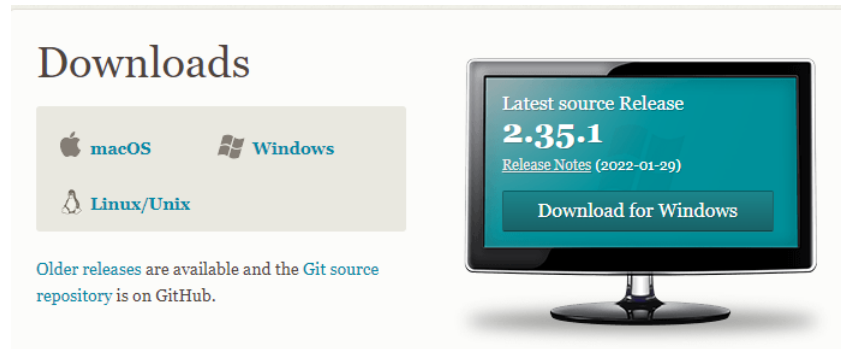 Downloads
macOS
Windows
Linux/Unix
Older releases are available and the Git source
repository is on GitHub.
Latest source Release
2.35.1
Release Notes (2022-01-29)
Download for Windows